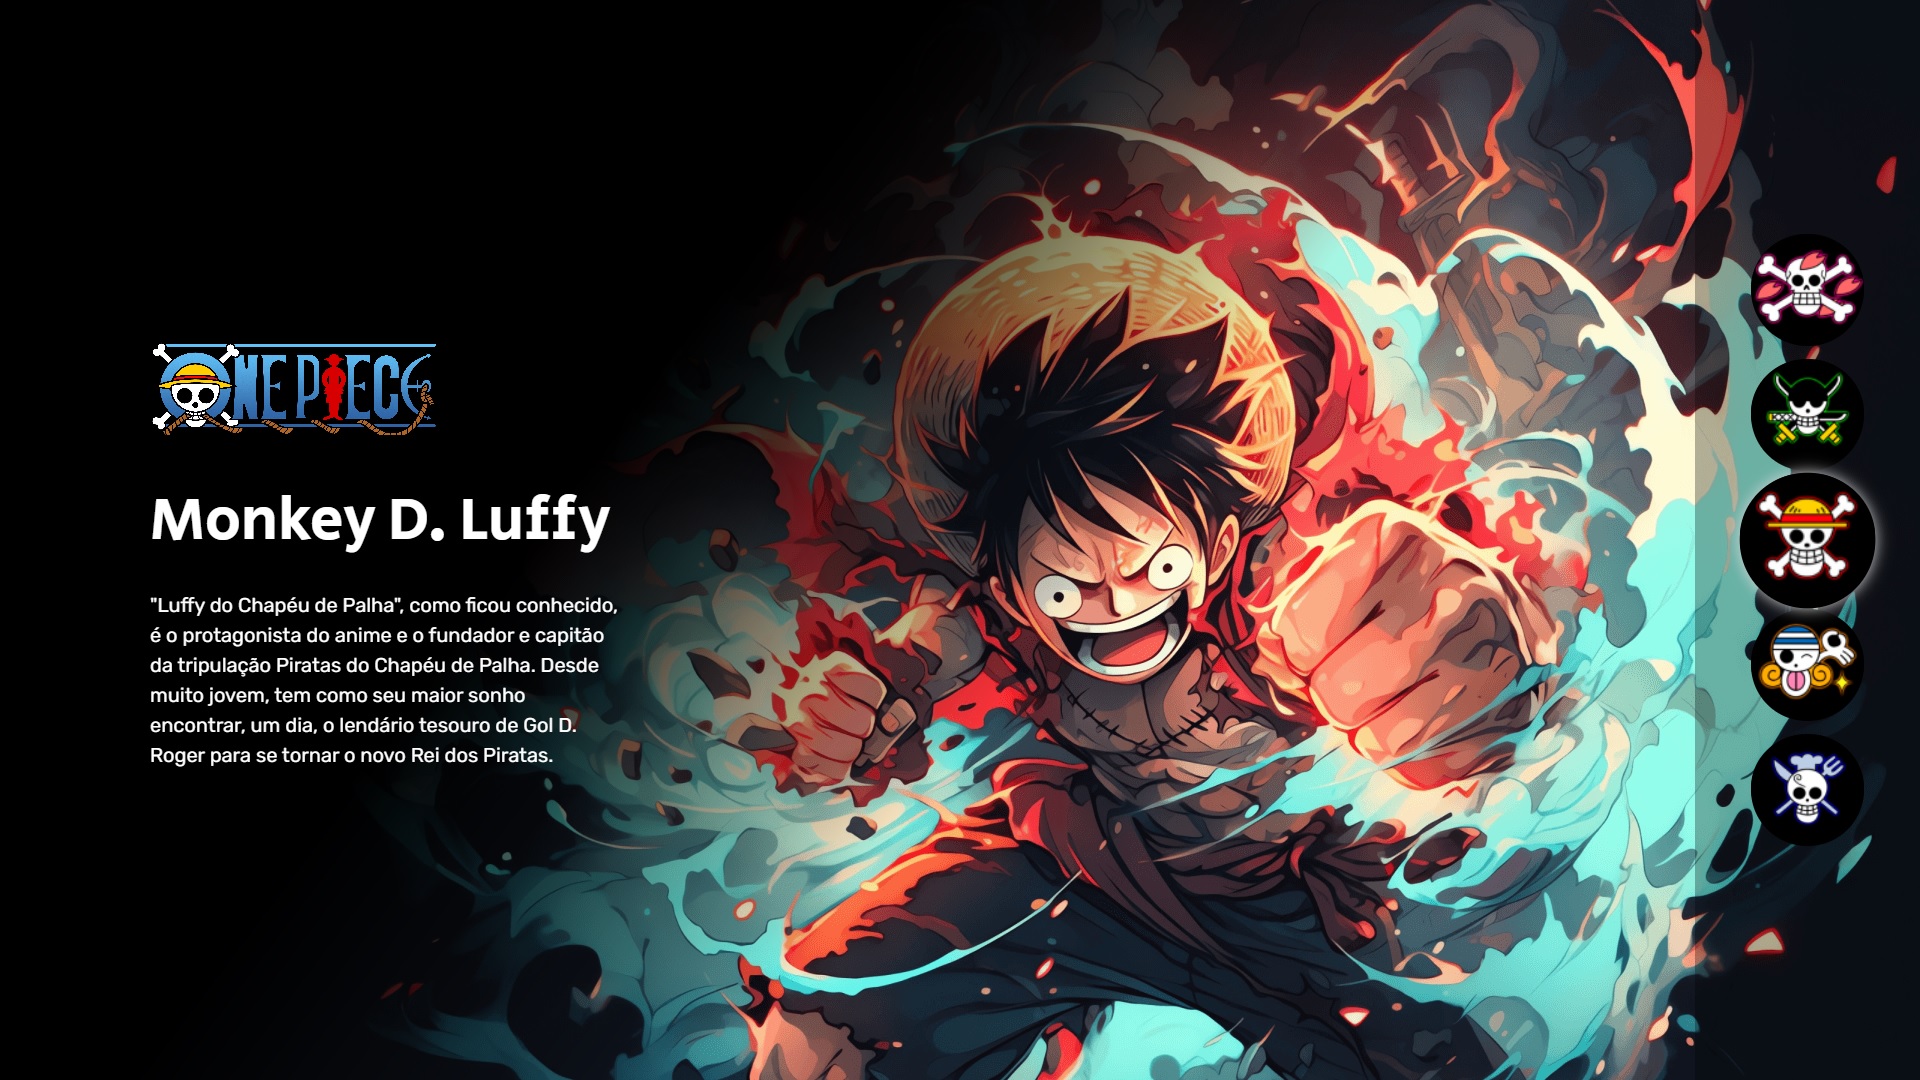 ONE PIECE
Monkey D. Luffy
"Luffy do Chapéu de Palha", como ficou conhecido,
é o protagonista do anime e o fundador e capitão
da tripulação Piratas do Chapéu de Palha. Desde
muito jovem, tem como seu maior sonho
encontrar, um dia, o lendário tesouro de Gol D.
Roger para se tornar o novo Rei dos Piratas.